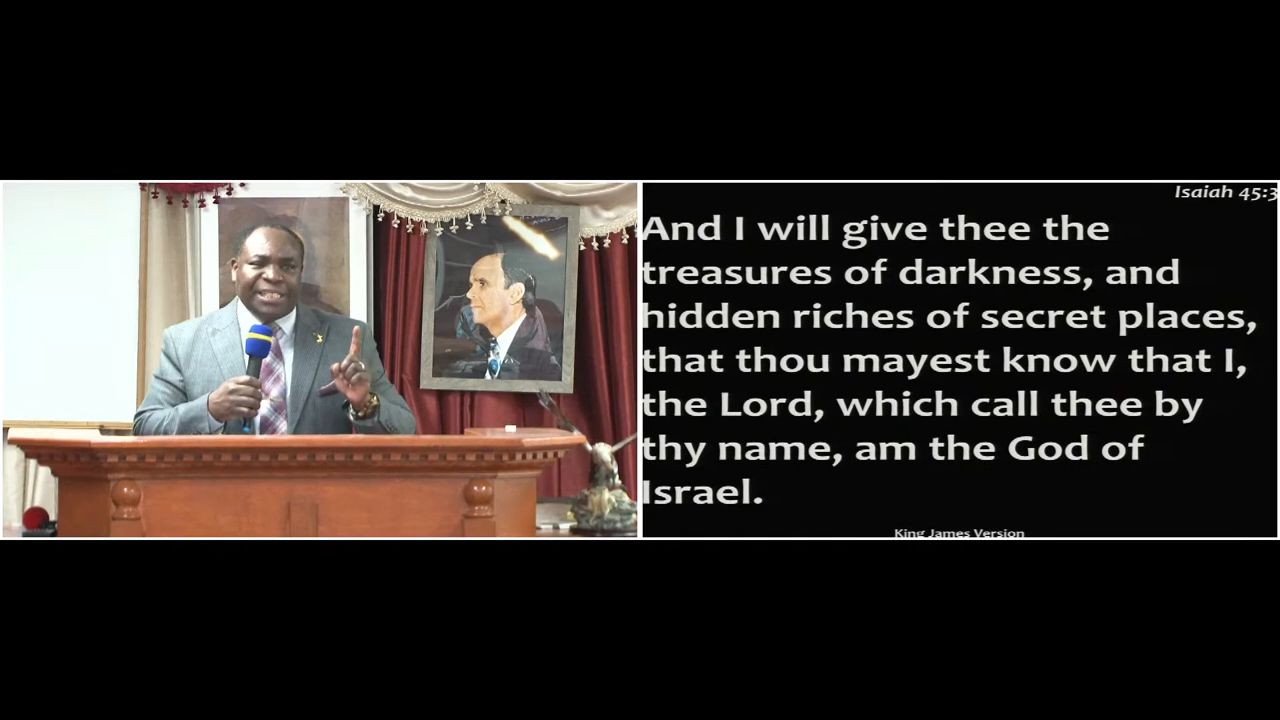 Isaiah 45:3
And I will give thee the
treasures of darkness, and
hidden riches of secret places,
that thou mayest know that I,
the Lord, which call thee by
thy name, am the God of
Israel.
King James Version